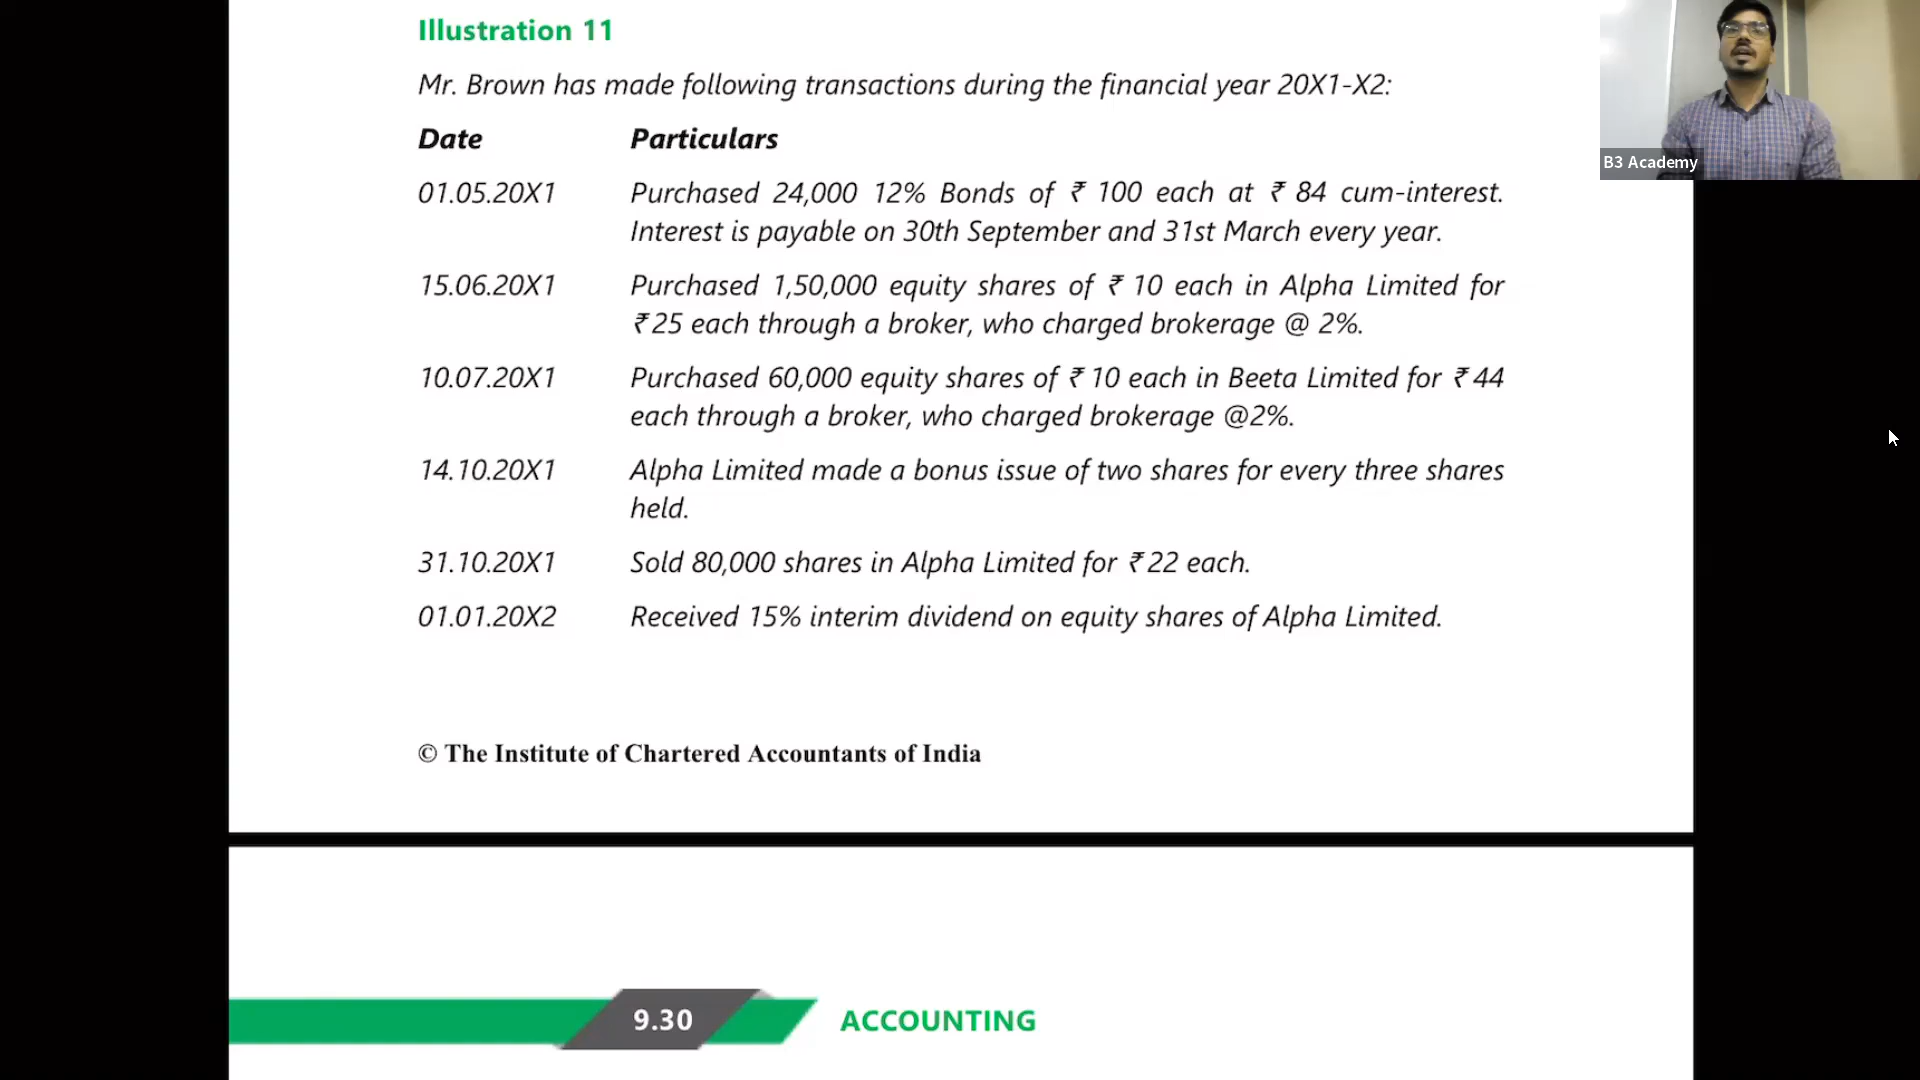 Illustration 11
Mr. Brown has made following transactions during the financial year 20X1-X2:
Date Particulars
01.05.20X1 Purchased 24,000 12% Bonds of ₹ 100 each at ₹ 84 cum-interest.
Interest is payable on 30th September and 31st March every year.
15.06.20X1 Purchased 1,50,000 equity shares of ₹ 10 each in Alpha Limited for
₹ 25 each through a broker, who charged brokerage @ 2%.
10.07.20X1 Purchased 60,000 equity shares of ₹ 10 each in Beeta Limited for ₹ 44
each through a broker, who charged brokerage @2%.
14.10.20X1 Alpha Limited made a bonus issue of two shares for every three shares
held.
31.10.20X1 Sold 80,000 shares in Alpha Limited for ₹ 22 each.
01.01.20X2 Received 15% interim dividend on equity shares of Alpha Limited.
© The Institute of Chartered Accountants of India
9.30 ACCOUNTING
B3 Academy